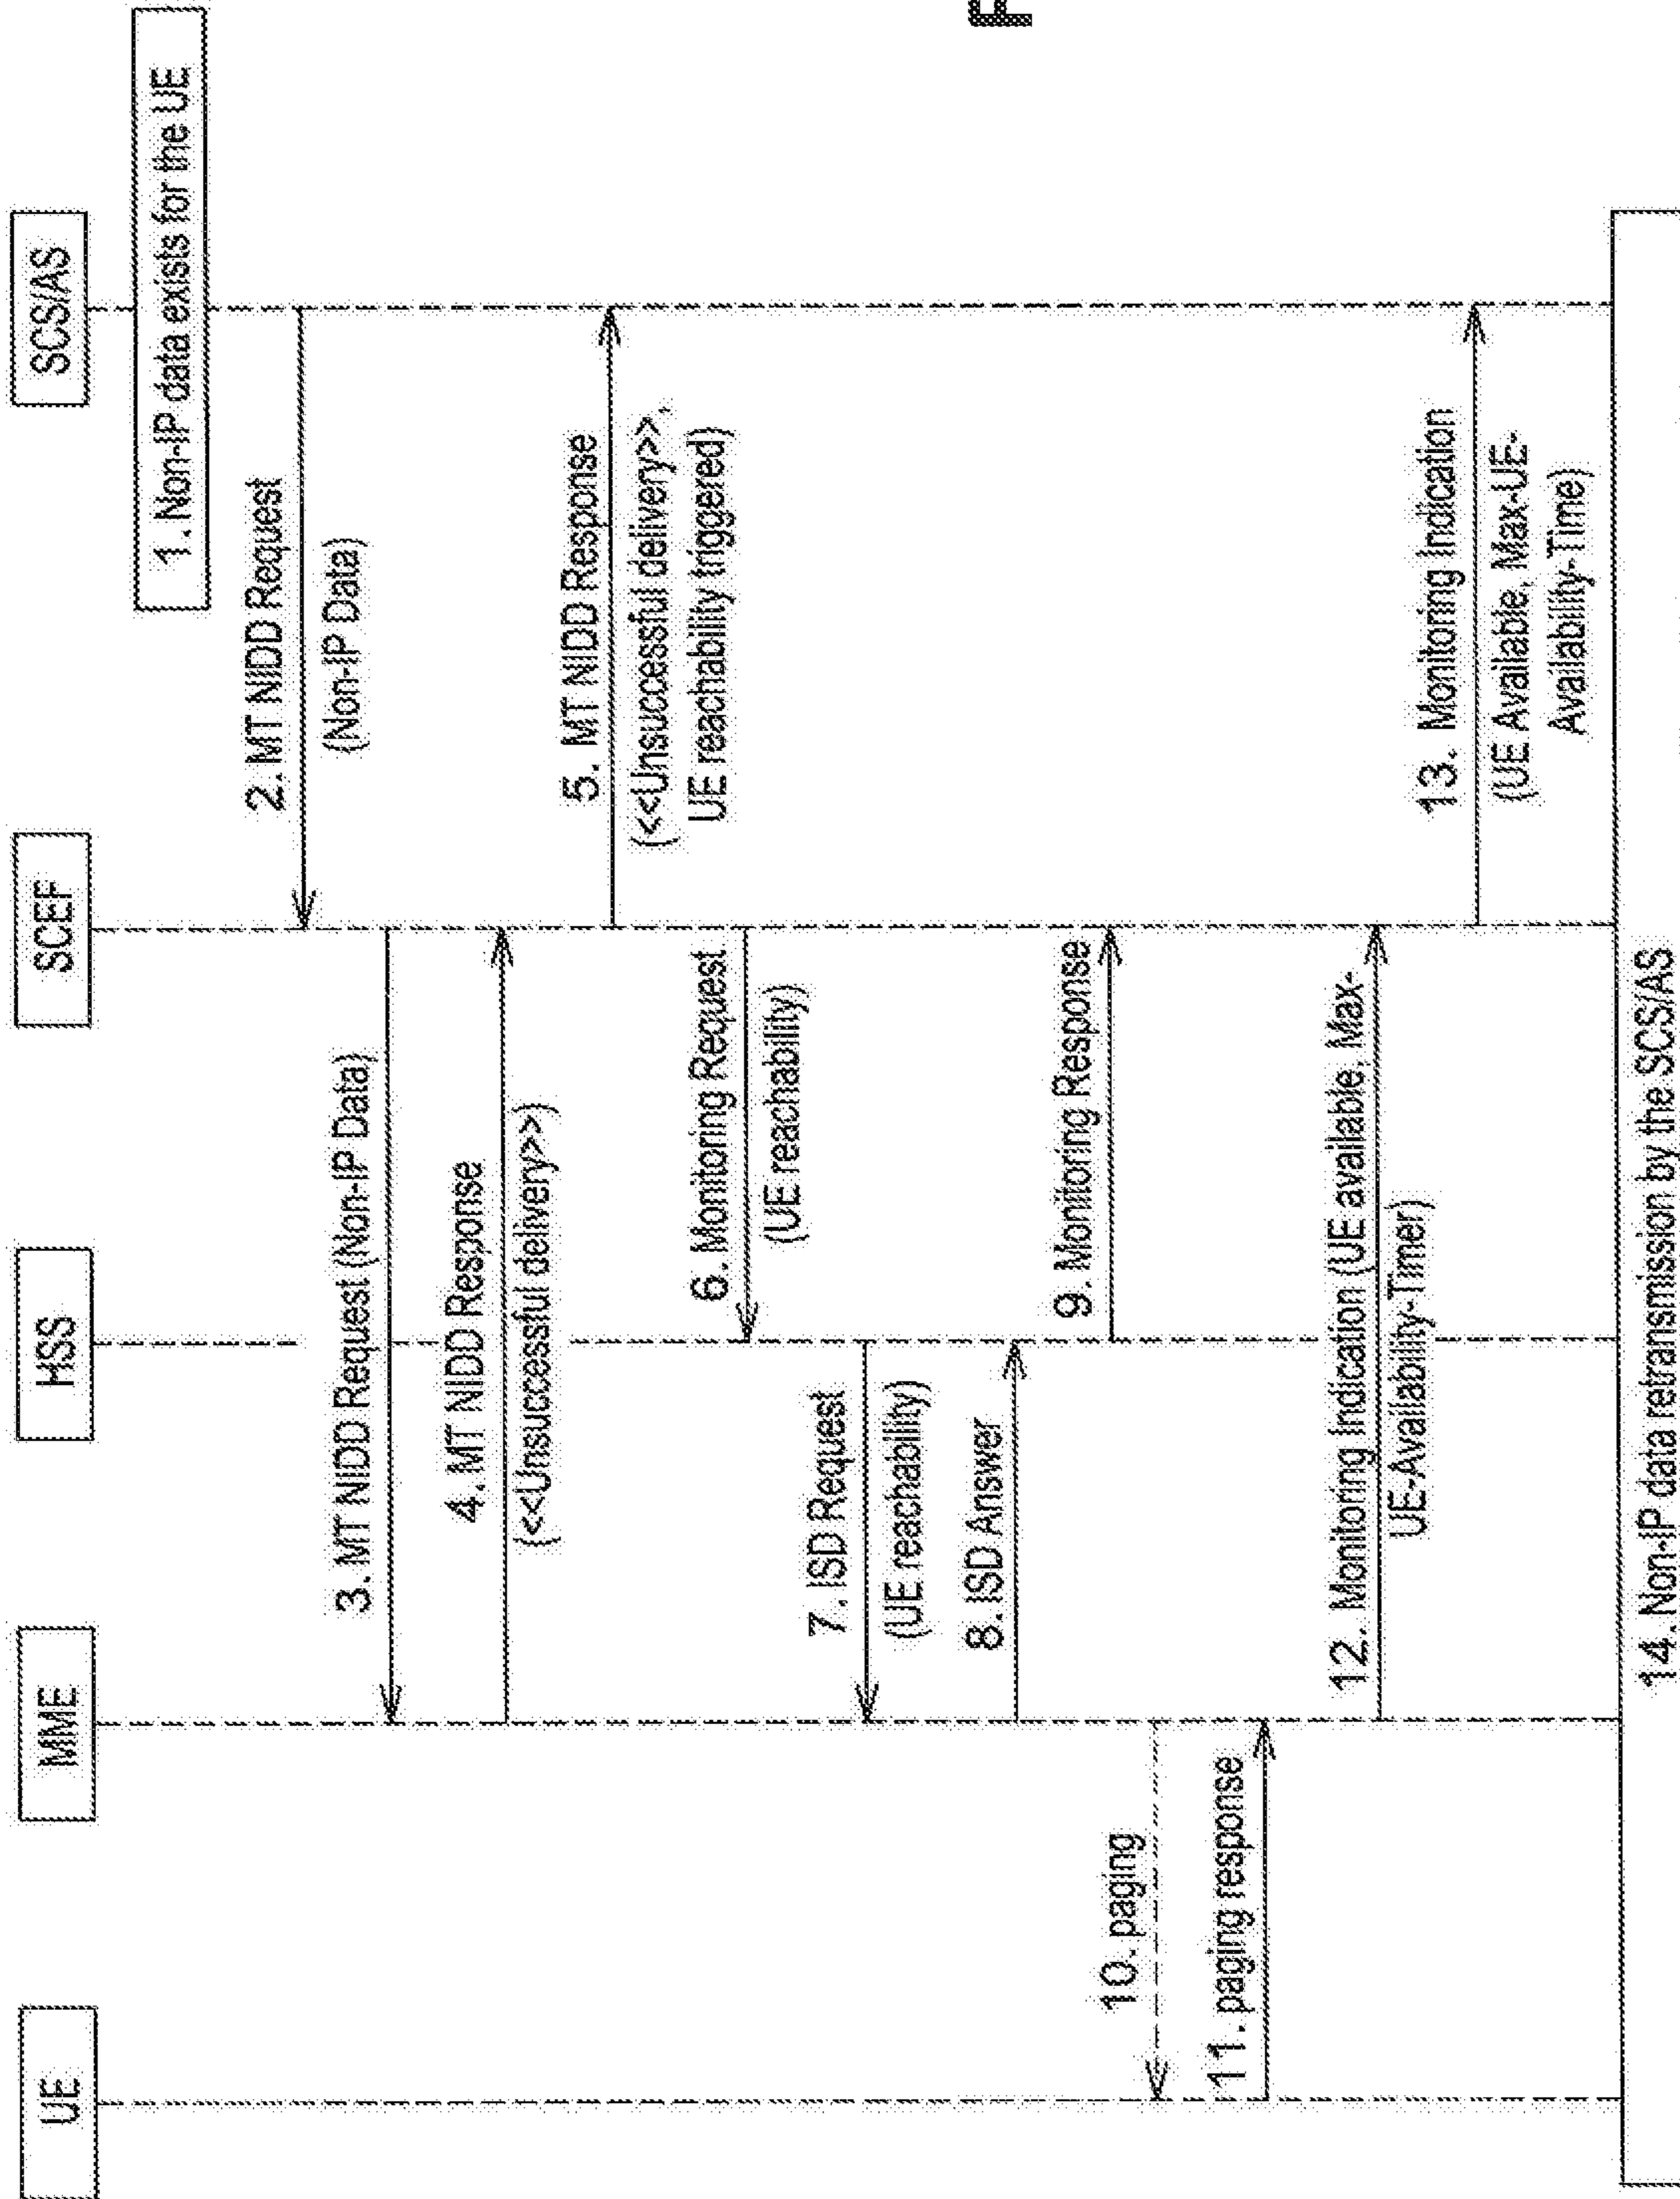 UE
MME
HSS
SCEF
SCS/AS
1. Non-IP data exists for the UE
2. MT NIDD Request
(Non-IP Data)
3. MT NIDD Request (Non-IP Data)
4. MT NIDD Response
(<<Unsuccessful delivery>>)
5. MT NIDD Response
(<<Unsuccessful delivery>>,
UE reachability triggered)
6. Monitoring Request
(UE reachability)
7. ISD Request
(UE reachability)
8. ISD Answer
9. Monitoring Response
10. paging
11. paging response
12. Monitoring Indication (UE available, Max-
UE-Availability-Timer)
13. Monitoring Indication
(UE Available, Max-UE-
Availability-Time)
14. Non-IP data retransmission by the SCS/AS